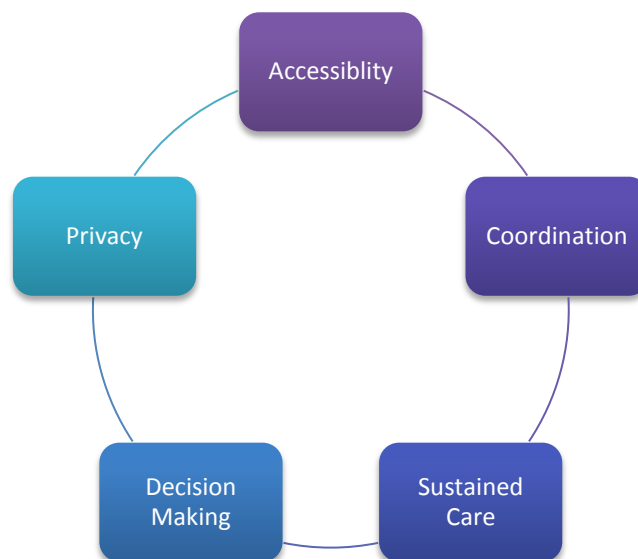 Accessiblity
Coordination
Sustained
Care
Decision
Making
Privacy